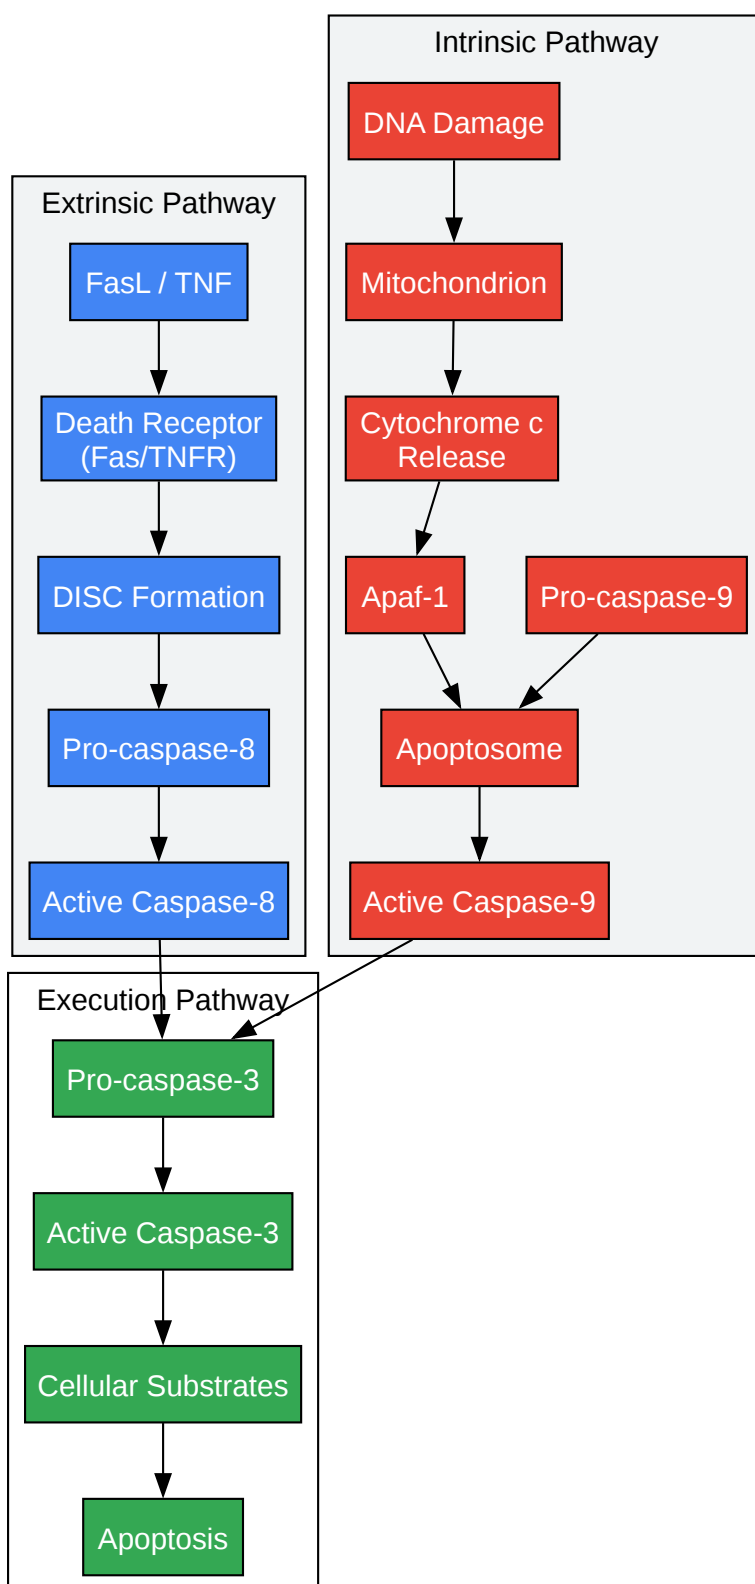 Extrinsic Pathway
FasL / TNF
Death Receptor
(Fas/TNFR)
DISC Formation
Pro-caspase-8
Active Caspase-8
Intrinsic Pathway
DNA Damage
Mitochondrion
Cytochrome c
Release
Apaf-1
Pro-caspase-9
Apoptosome
Active Caspase-9
Execution Pathway
Pro-caspase-3
Active Caspase-3
Cellular Substrates
Apoptosis